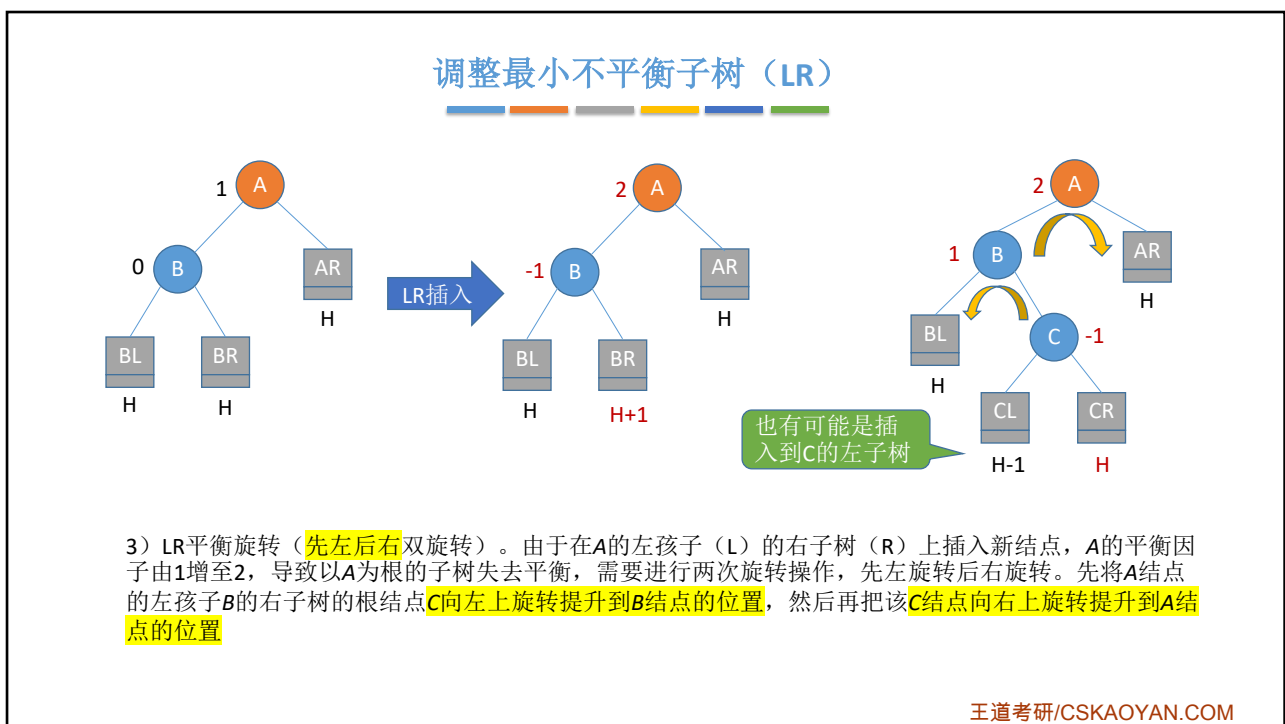 调整最小不平衡子树（LR）
1 A
0 B AR
H
BL BR
H H
LR插入
2 A
-1 B AR
H
BL BR
H H+1
2 A
1 B AR
H
BL C -1
H
CL CR
H-1 H
也有可能是插
入到C的左子树
3）LR平衡旋转（先左后右双旋转）。由于在A的左孩子（L）的右子树（R）上插入新结点，A的平衡因
子由1增至2，导致以A为根的子树失去平衡，需要进行两次旋转操作，先左旋转后右旋转。先将A结点
的左孩子B的右子树的根结点C向左上旋转提升到B结点的位置，然后再把该C结点向右上旋转提升到A结
点的位置
王道考研/CSKAOYAN.COM